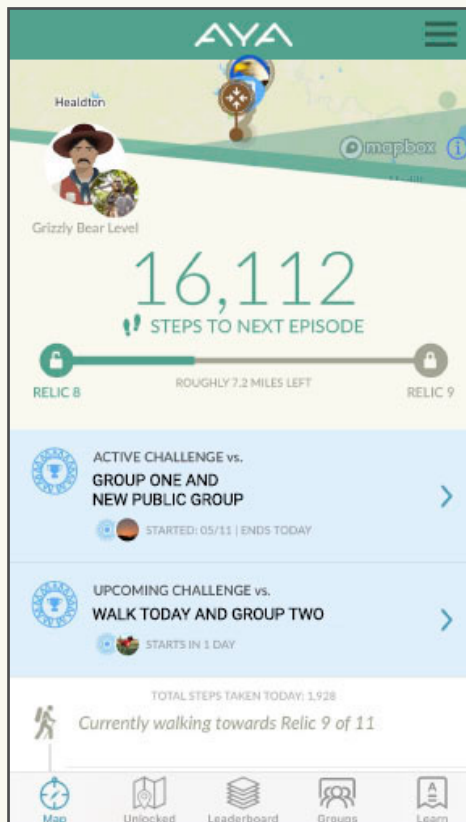 AYA
Healdton
mapbox
Grizzly Bear Level
16,112
STEPS TO NEXT EPISODE
ROUGHLY 7.2 MILES LEFT
RELIC 8
RELIC 9
ACTIVE CHALLENGE vs.
GROUP ONE AND
NEW PUBLIC GROUP
STARTED: 05/11 | ENDS TODAY
UPCOMING CHALLENGE vs.
WALK TODAY AND GROUP TWO
STARTS IN 1 DAY
TOTAL STEPS TAKEN TODAY: 1,928
Currently walking towards Relic 9 of 11
Map
Unlocked
Leaderboard
Groups
Learn